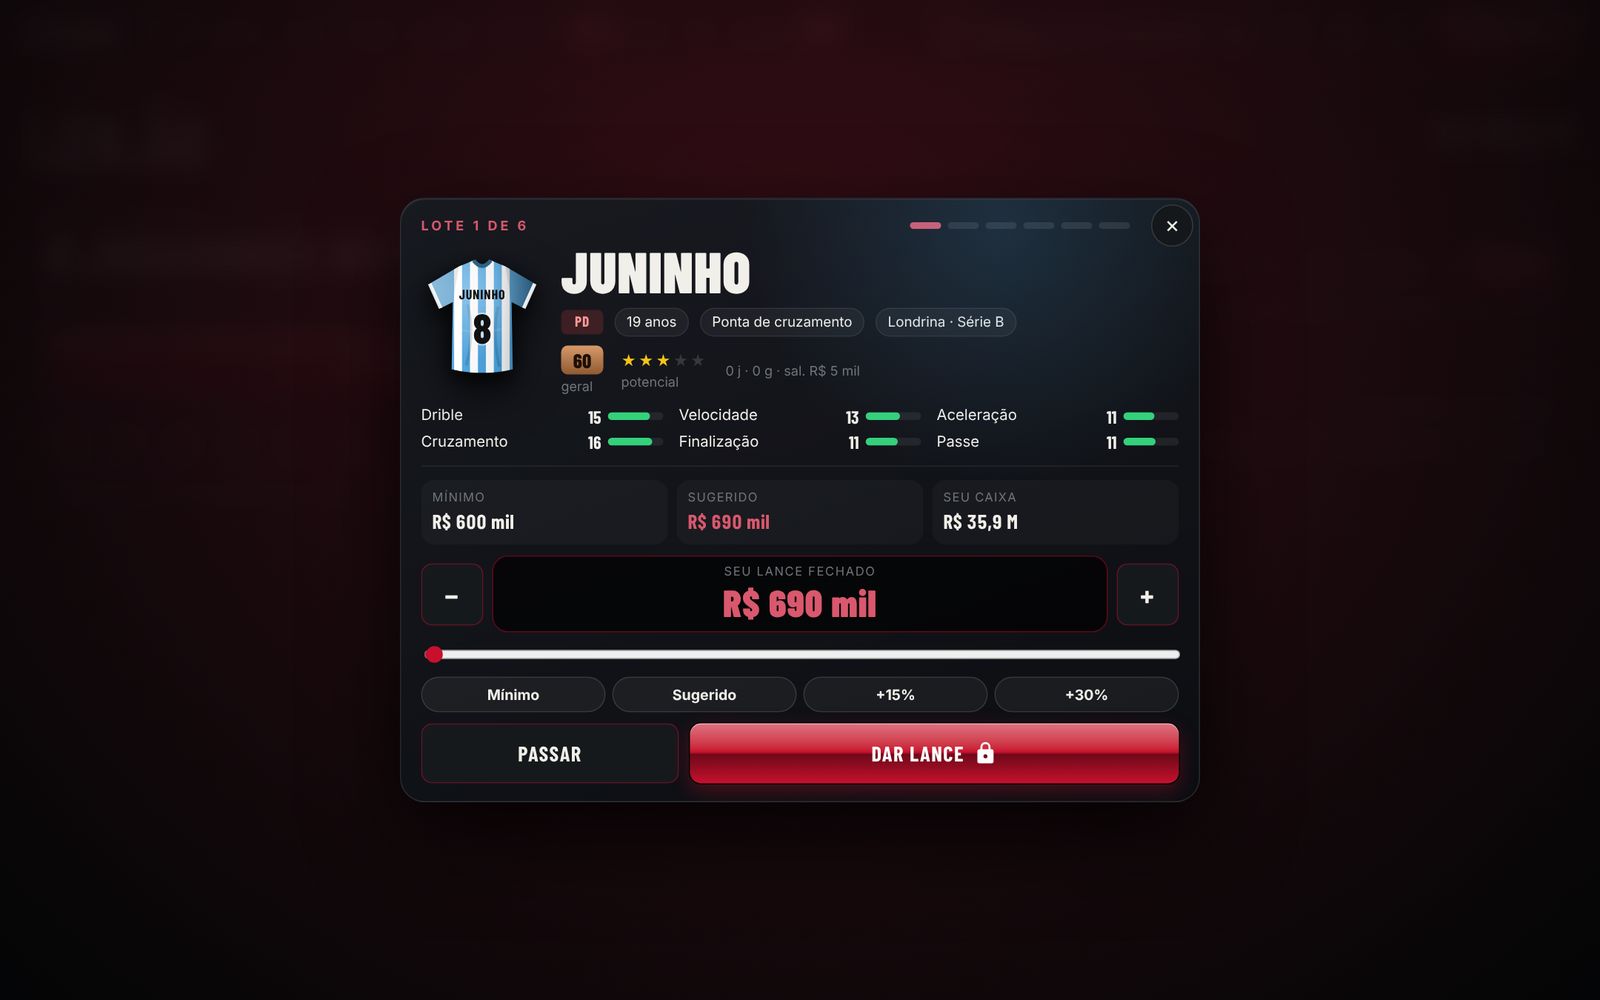 LOTE 1 DE 6
JUNINHO
8
JUNINHO
PD 19 anos Ponta de cruzamento Londrina · Série B
60 ★★★★★ 0 j · 0 g · sal. R$ 5 mil
geral potencial
Drible 15 Velocidade 13 Aceleração 11
Cruzamento 16 Finalização 11 Passe 11
MÍNIMO SUGERIDO SEU CAIXA
R$ 600 mil R$ 690 mil R$ 35,9 M
SEU LANCE FECHADO
− R$ 690 mil +
Mínimo Sugerido +15% +30%
PASSAR DAR LANCE